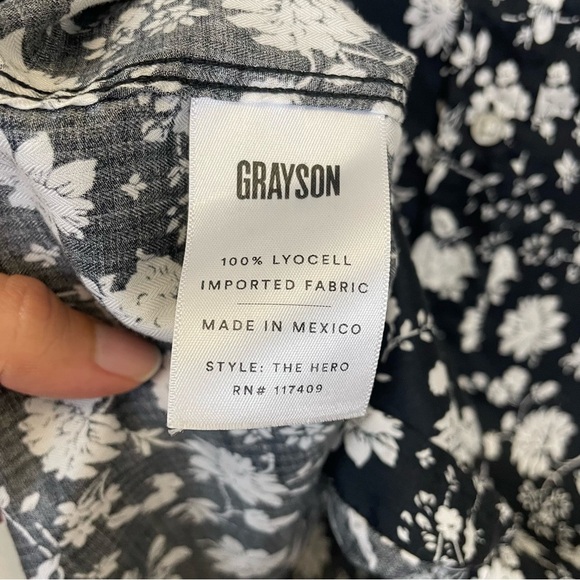 GRAYSON
100% LYOCELL
IMPORTED FABRIC
MADE IN MEXICO
STYLE: THE HERO
RN# 117409